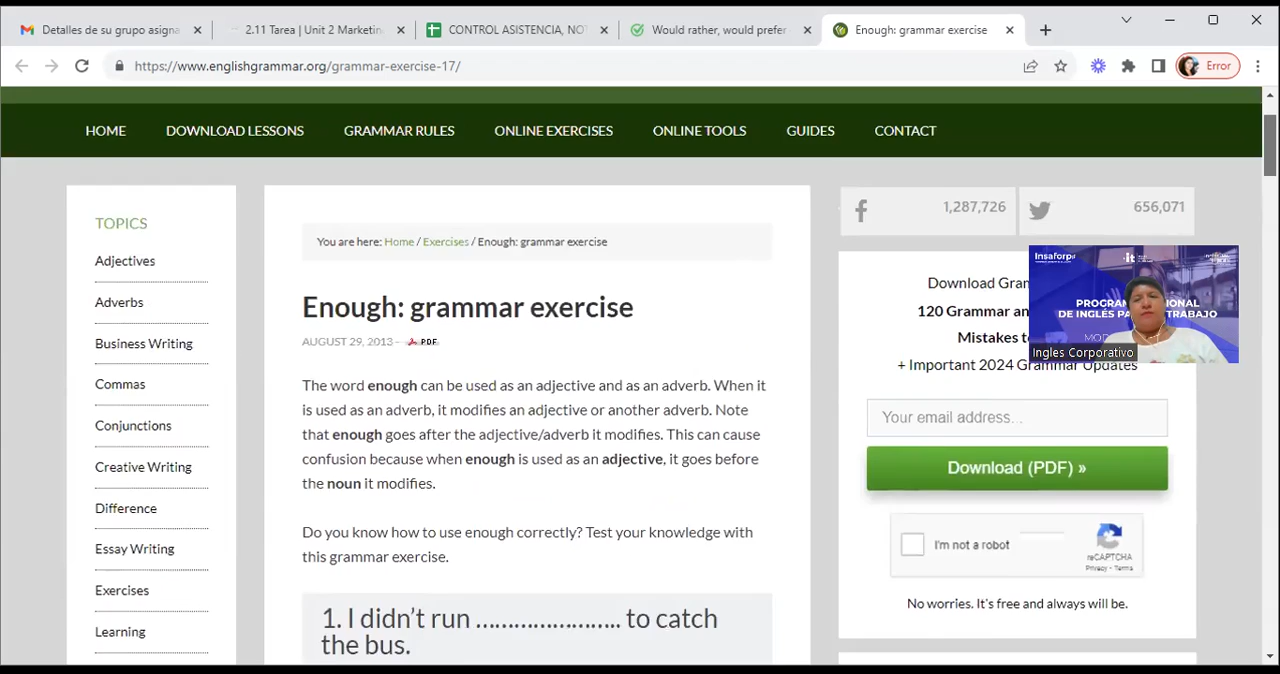 Detalles de su grupo asigna
2.11 Tarea | Unit 2 Marketin
CONTROL ASISTENCIA, NO
Would rather, would prefer
Enough: grammar exercise
https://www.englishgrammar.org/grammar-exercise-17/
Error
HOME
DOWNLOAD LESSONS
GRAMMAR RULES
ONLINE EXERCISES
ONLINE TOOLS
GUIDES
CONTACT
TOPICS
Adjectives
Adverbs
Business Writing
Commas
Conjunctions
Creative Writing
Difference
Essay Writing
Exercises
Learning
You are here: Home / Exercises / Enough: grammar exercise
Enough: grammar exercise
AUGUST 29, 2013 – PDF
The word enough can be used as an adjective and as an adverb. When it
is used as an adverb, it modifies an adjective or another adverb. Note
that enough goes after the adjective/adverb it modifies. This can cause
confusion because when enough is used as an adjective, it goes before
the noun it modifies.
Do you know how to use enough correctly? Test your knowledge with
this grammar exercise.
1. I didn't run ………………….. to catch
the bus.
1,287,726
656,071
Download Gra
120 Grammar an
Mistakes t
+ Important 2024 Grammar Updates
Insaforp
it
PROGRA NAL
DE INGLÉS PA TRABAJO
MOD
Ingles Corporativo
Your email address...
Download (PDF) »
I'm not a robot
reCAPTCHA
Privacy - Terms
No worries. It's free and always will be.